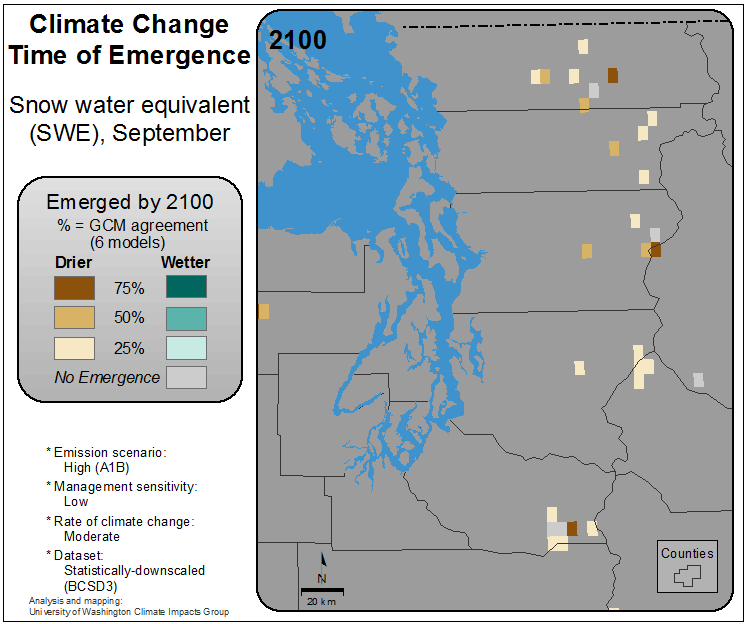 Climate Change
Time of Emergence
Snow water equivalent
(SWE), September
Emerged by 2100
% = GCM agreement
(6 models)
Drier
Wetter
75%
50%
25%
No Emergence
* Emission scenario:
High (A1B)
* Management sensitivity:
Low
* Rate of climate change:
Moderate
* Dataset:
Statistically-downscaled
(BCSD3)
Analysis and mapping:
University of Washington Climate Impacts Group
2100
N
20 km
Counties